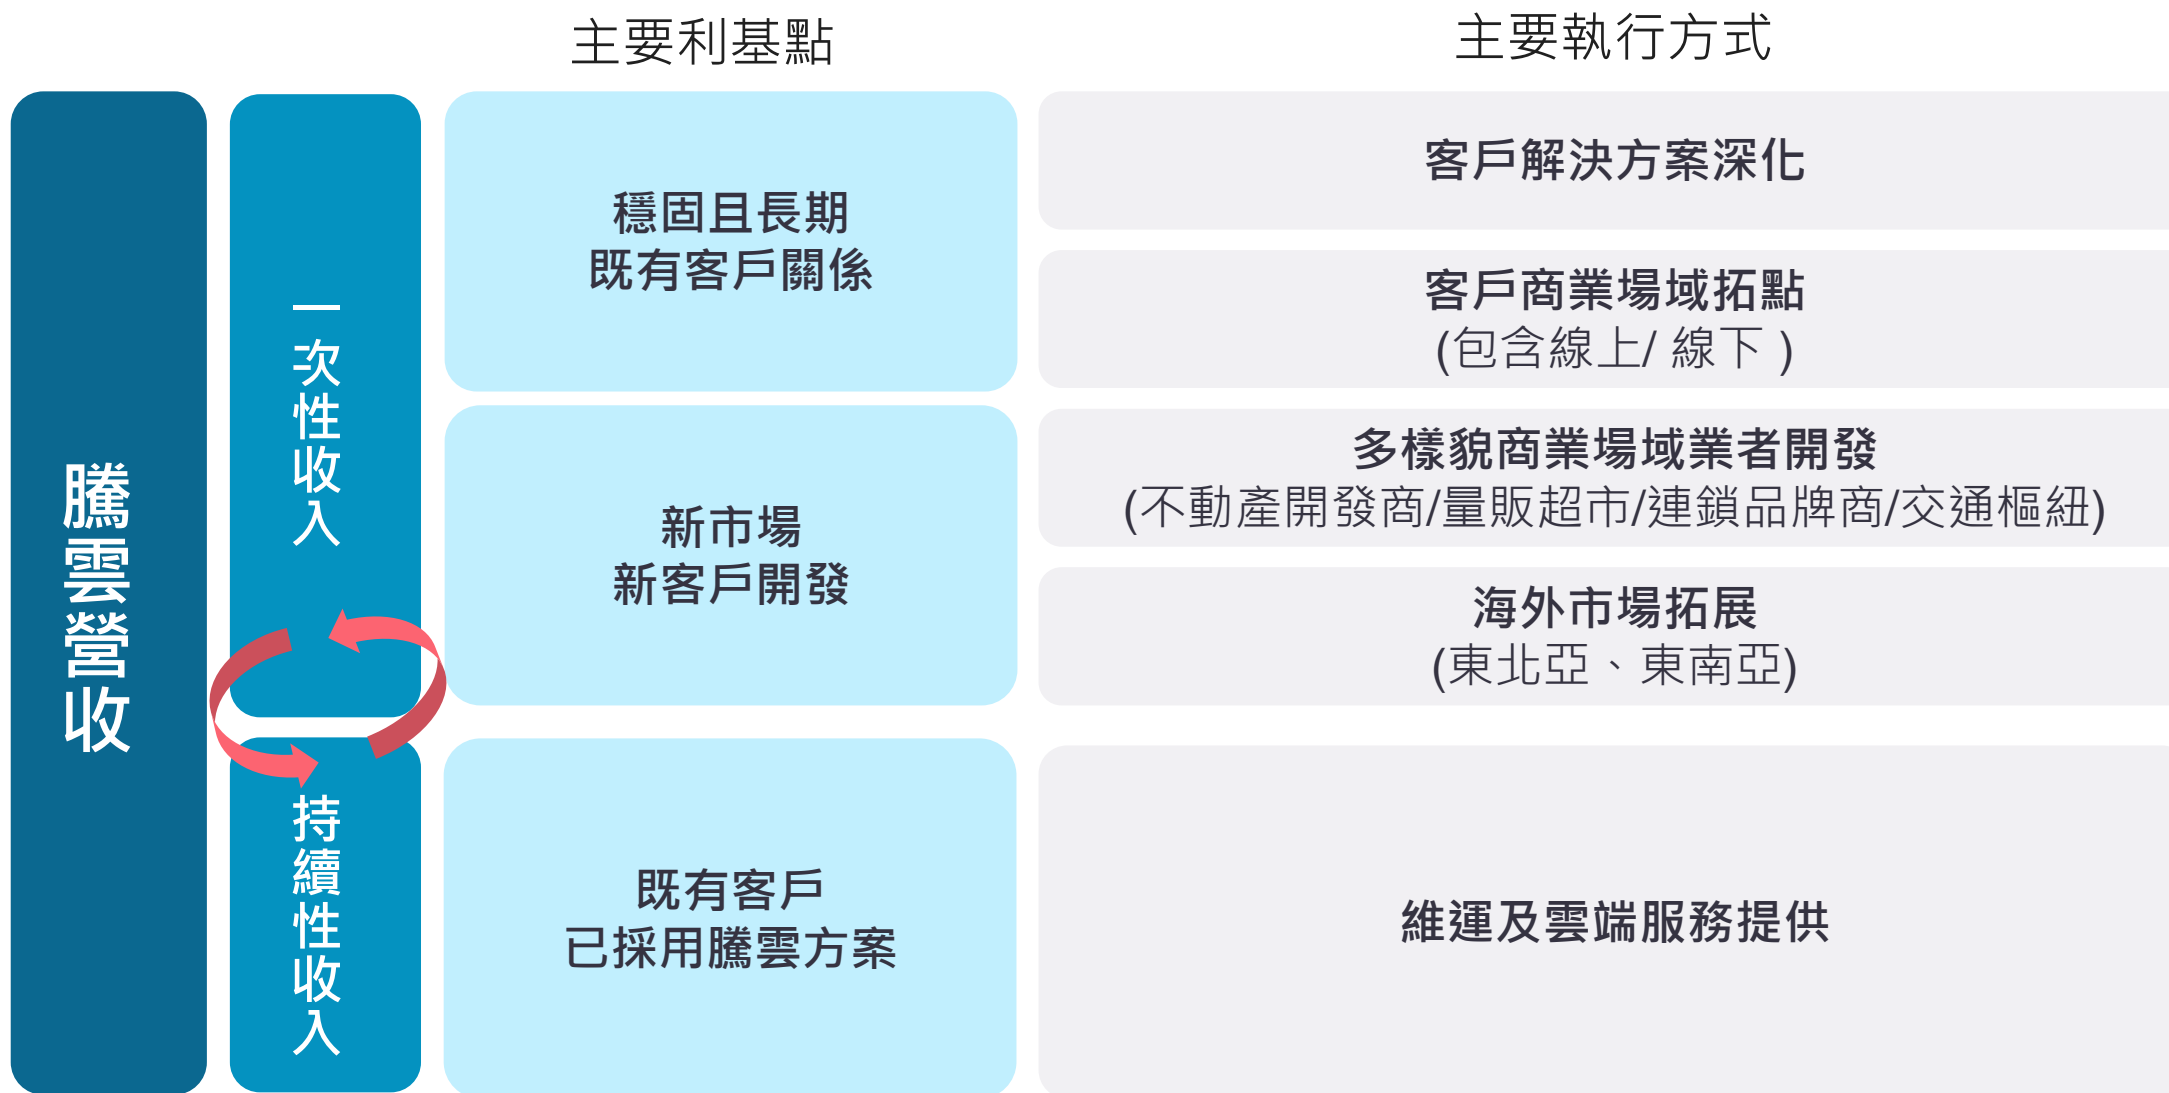 主要利基點
主要執行方式
騰雲營收
一次性收入
穩固且長期
既有客戶關係
客戶解決方案深化
客戶商業場域拓點
(包含線上/ 線下 )
新市場
新客戶開發
多樣貌商業場域業者開發
(不動產開發商/量販超市/連鎖品牌商/交通樞紐)
海外市場拓展
(東北亞、東南亞)
持續性收入
既有客戶
已採用騰雲方案
維運及雲端服務提供